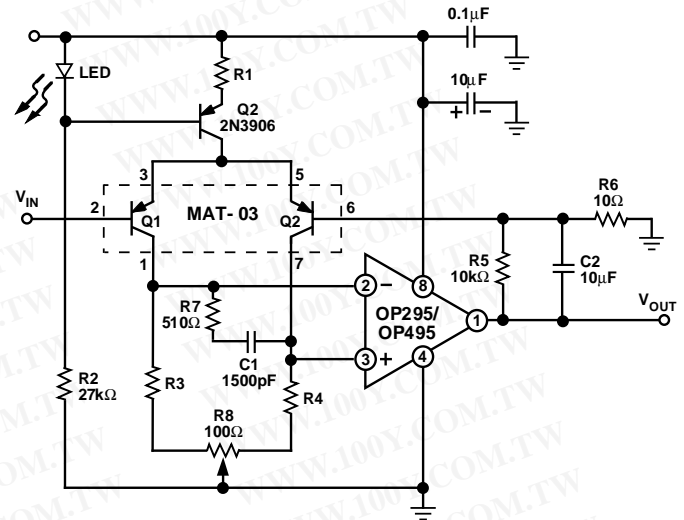 0.1µF
LED
R1
10µF
+ −
Q2
2N3906
3
5
R6
10Ω
VIN
2
Q1
MAT- 03
Q2
6
1
7
R5
10kΩ
C2
10µF
R7
510Ω
2
−
8
OP295/
OP495
1
VOUT
C1
1500pF
3
+
4
R2
27kΩ
R3
R4
R8
100Ω
WWW.100Y.COM.TW